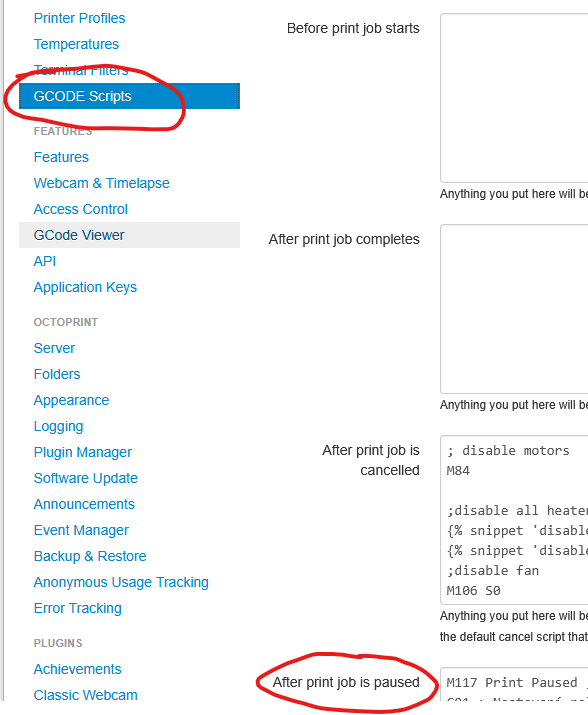 Printer Profiles
Temperatures
Terminal Filters
GCODE Scripts
FEATURES
Features
Webcam & Timelapse
Access Control
GCode Viewer
API
Application Keys
OCTOPRINT
Server
Folders
Appearance
Logging
Plugin Manager
Software Update
Announcements
Event Manager
Backup & Restore
Anonymous Usage Tracking
Error Tracking
PLUGINS
Achievements
Classic Webcam
Before print job starts
Anything you put here will be
After print job completes
Anything you put here will be
After print job is
cancelled
; disable motors
M84
;disable all heaten
{% snippet 'disable
{% snippet 'disable
;disable fan
M106 S0
Anything you put here will be
the default cancel script that
After print job is paused
M117 Print Paused